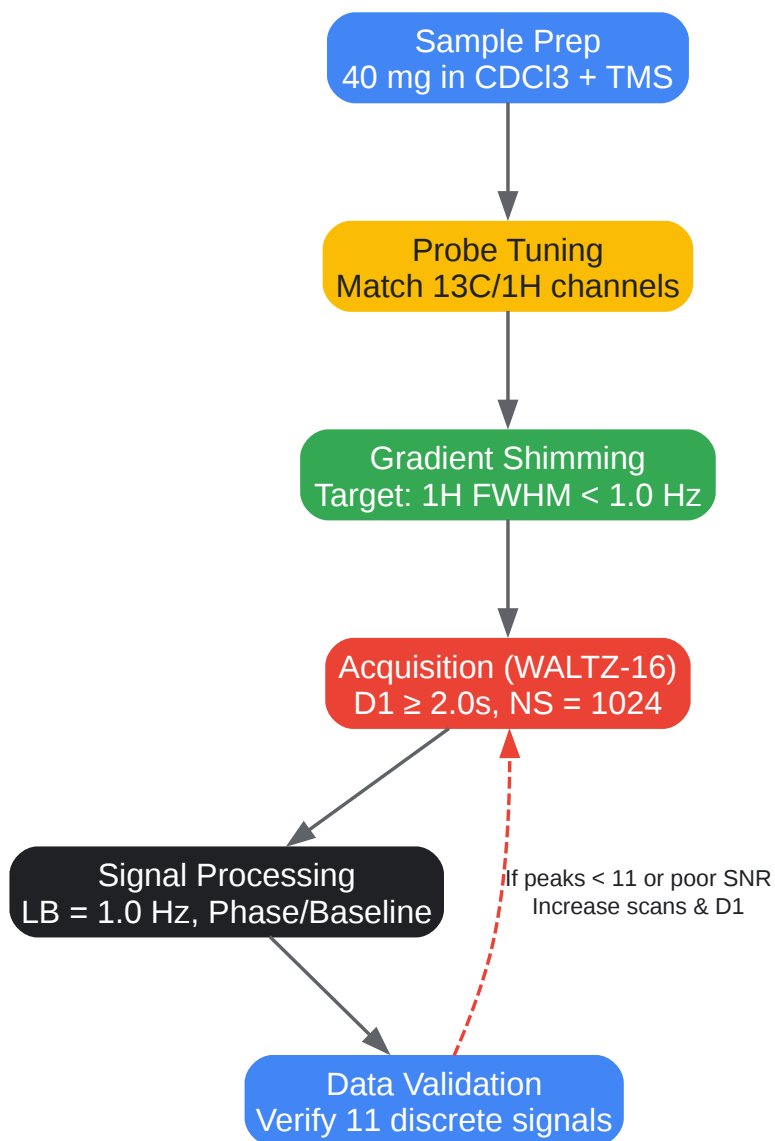 Sample Prep
40 mg in CDCl3 + TMS
Probe Tuning
Match 13C/1H channels
Gradient Shimming
Target: 1H FWHM < 1.0 Hz
Acquisition (WALTZ-16)
D1 ≥ 2.0s, NS = 1024
Signal Processing
LB = 1.0 Hz, Phase/Baseline
If peaks < 11 or poor SNR
Increase scans & D1
Data Validation
Verify 11 discrete signals